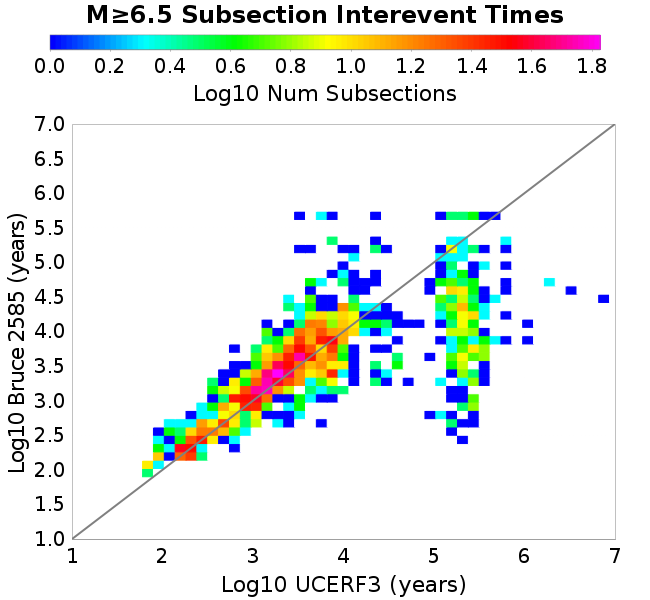 M≥6.5 Subsection Interevent Times
0.0 0.2 0.4 0.6 0.8 1.0 1.2 1.4 1.6 1.8
Log10 Num Subsections
7.0
6.5
6.0
5.5
5.0
4.5
4.0
3.5
3.0
2.5
2.0
1.5
1.0
Log10 Bruce 2585 (years)
1 2 3 4 5 6 7
Log10 UCERF3 (years)